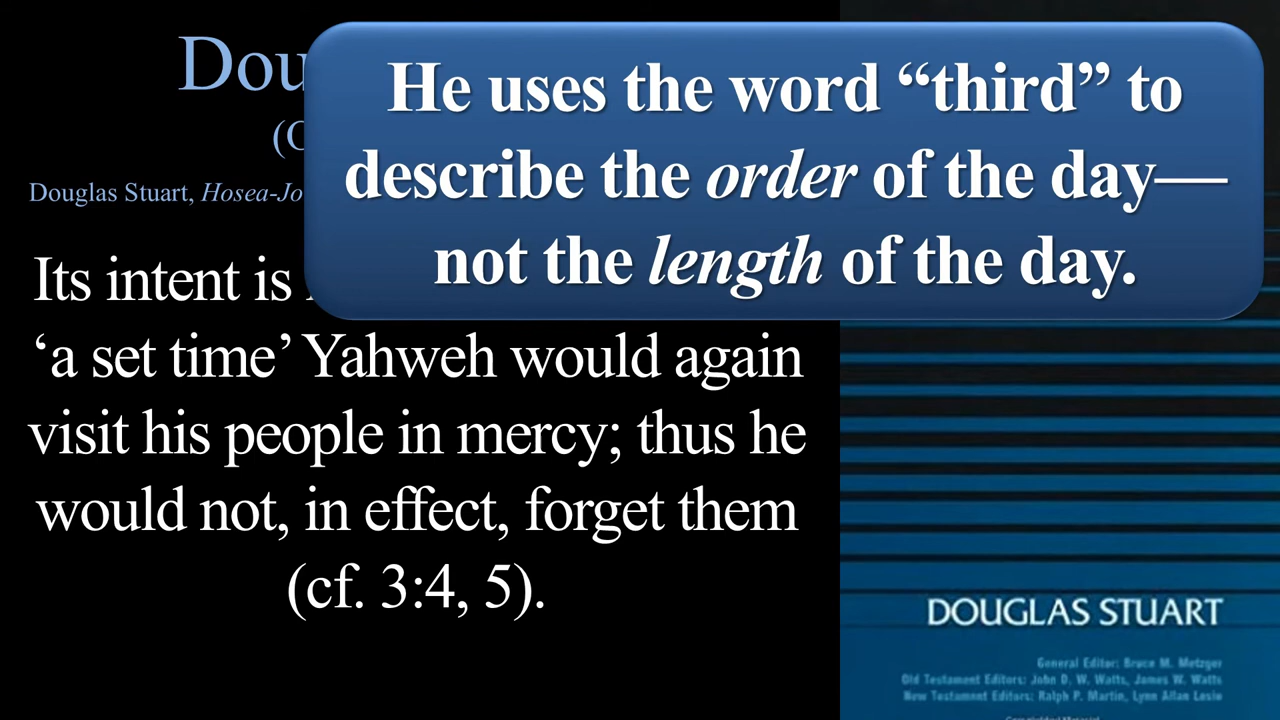 Dou
(O
Douglas Stuart, Hosea-Jo
He uses the word “third” to
describe the order of the day—
not the length of the day.
Its intent is
‘a set time’ Yahweh would again
visit his people in mercy; thus he
would not, in effect, forget them
(cf. 3:4, 5).
DOUGLAS STUART
General Editor: Bruce M. Metzger
Old Testament Editors: John D. W. Watts, James W. Watts
New Testament Editors: Ralph P. Martin, Lynn Allan Losie